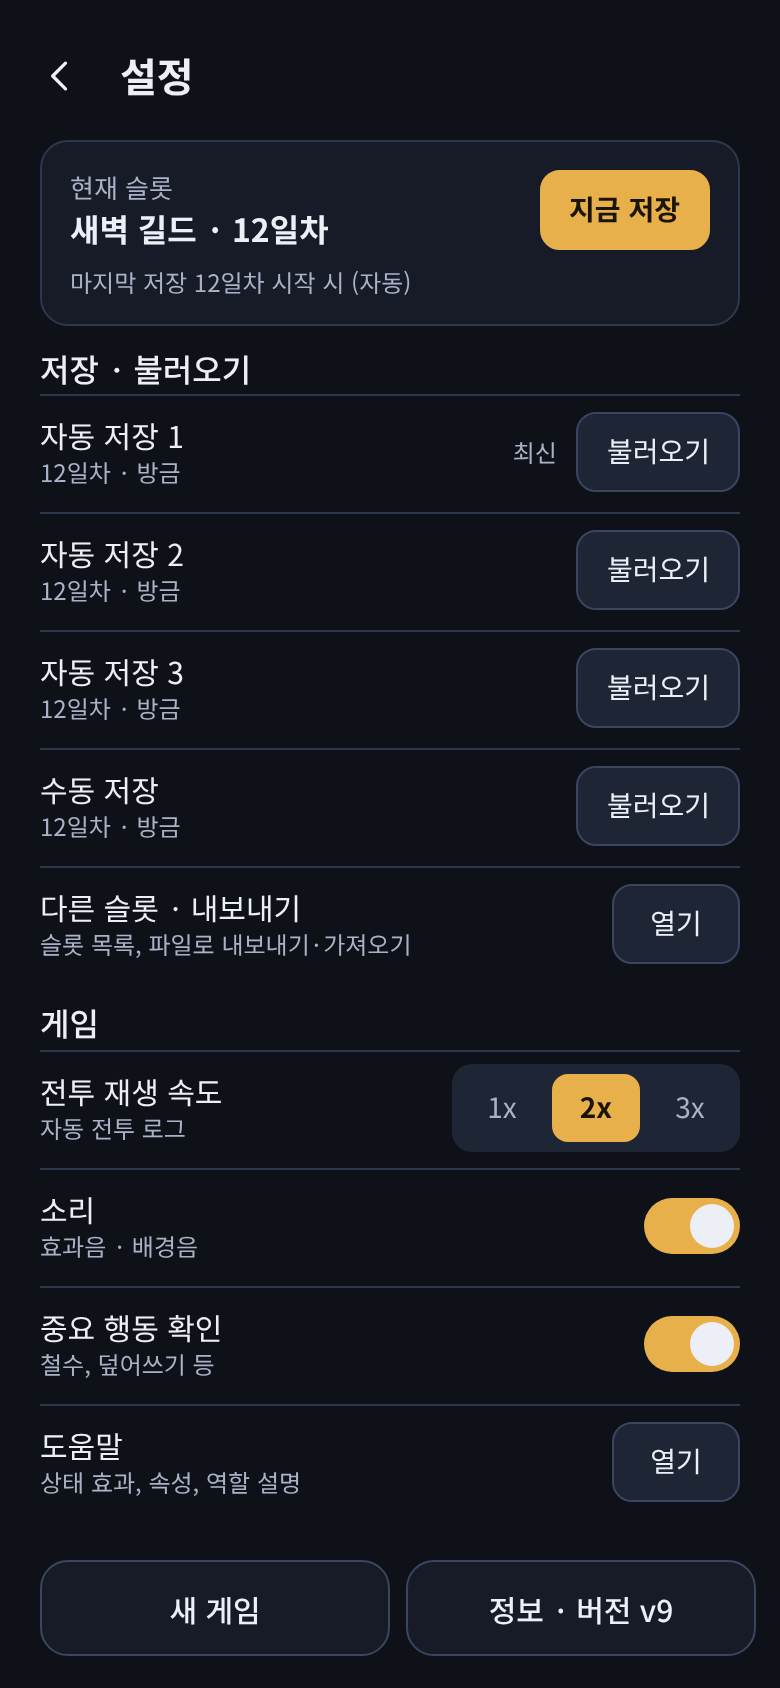 설정
현재 슬롯
새벽 길드 · 12일차
지금 저장
마지막 저장 12일차 시작 시 (자동)
저장 · 불러오기
자동 저장 1
12일차 · 방금
최신
불러오기
자동 저장 2
12일차 · 방금
불러오기
자동 저장 3
12일차 · 방금
불러오기
수동 저장
12일차 · 방금
불러오기
다른 슬롯 · 내보내기
슬롯 목록, 파일로 내보내기·가져오기
열기
게임
전투 재생 속도
자동 전투 로그
1x 2x 3x
소리
효과음 · 배경음
중요 행동 확인
철수, 덮어쓰기 등
도움말
상태 효과, 속성, 역할 설명
열기
새 게임
정보 · 버전 v9